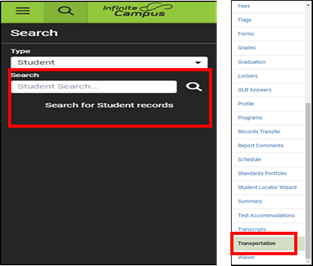 Infinite
Campus
Search
Type
Student
Search
Student Search...
Search for Student records
Fees
Flags
Forms
Grades
Graduation
Lockers
OLR Answers
Profile
Programs
Records Transfer
Report Comments
Schedule
Standards Portfolio
Student Locator Wizard
Summary
Test Accommodations
Transcripts
Transportation
Waiver